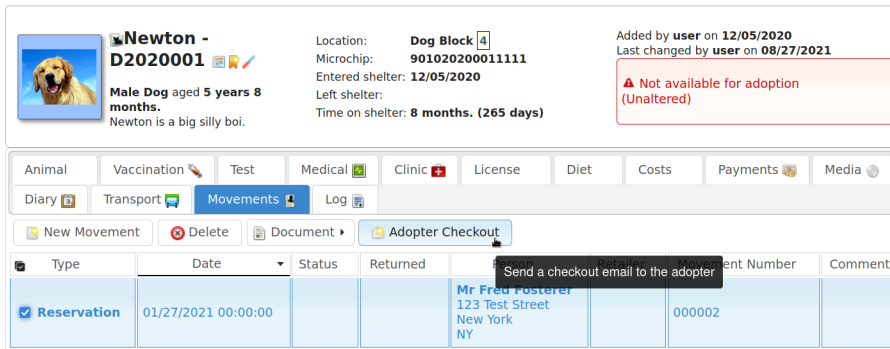 Newton -
D2020001
Male Dog aged 5 years 8
months.
Newton is a big silly boi.
Location: Dog Block 4
Microchip: 901020200011111
Entered shelter: 12/05/2020
Left shelter:
Time on shelter: 8 months. (265 days)
Added by user on 12/05/2020
Last changed by user on 08/27/2021
Not available for adoption
(Unaltered)
Animal Vaccination Test Medical Clinic License Diet Costs Payments Media
Diary Transport Movements Log
New Movement Delete Document Adopter Checkout
Type Date Status Returned Person Retailer Movement Number Comment
Send a checkout email to the adopter
Reservation 01/27/2021 00:00:00 Mr Fred Fosterer 000002
123 Test Street
New York
NY